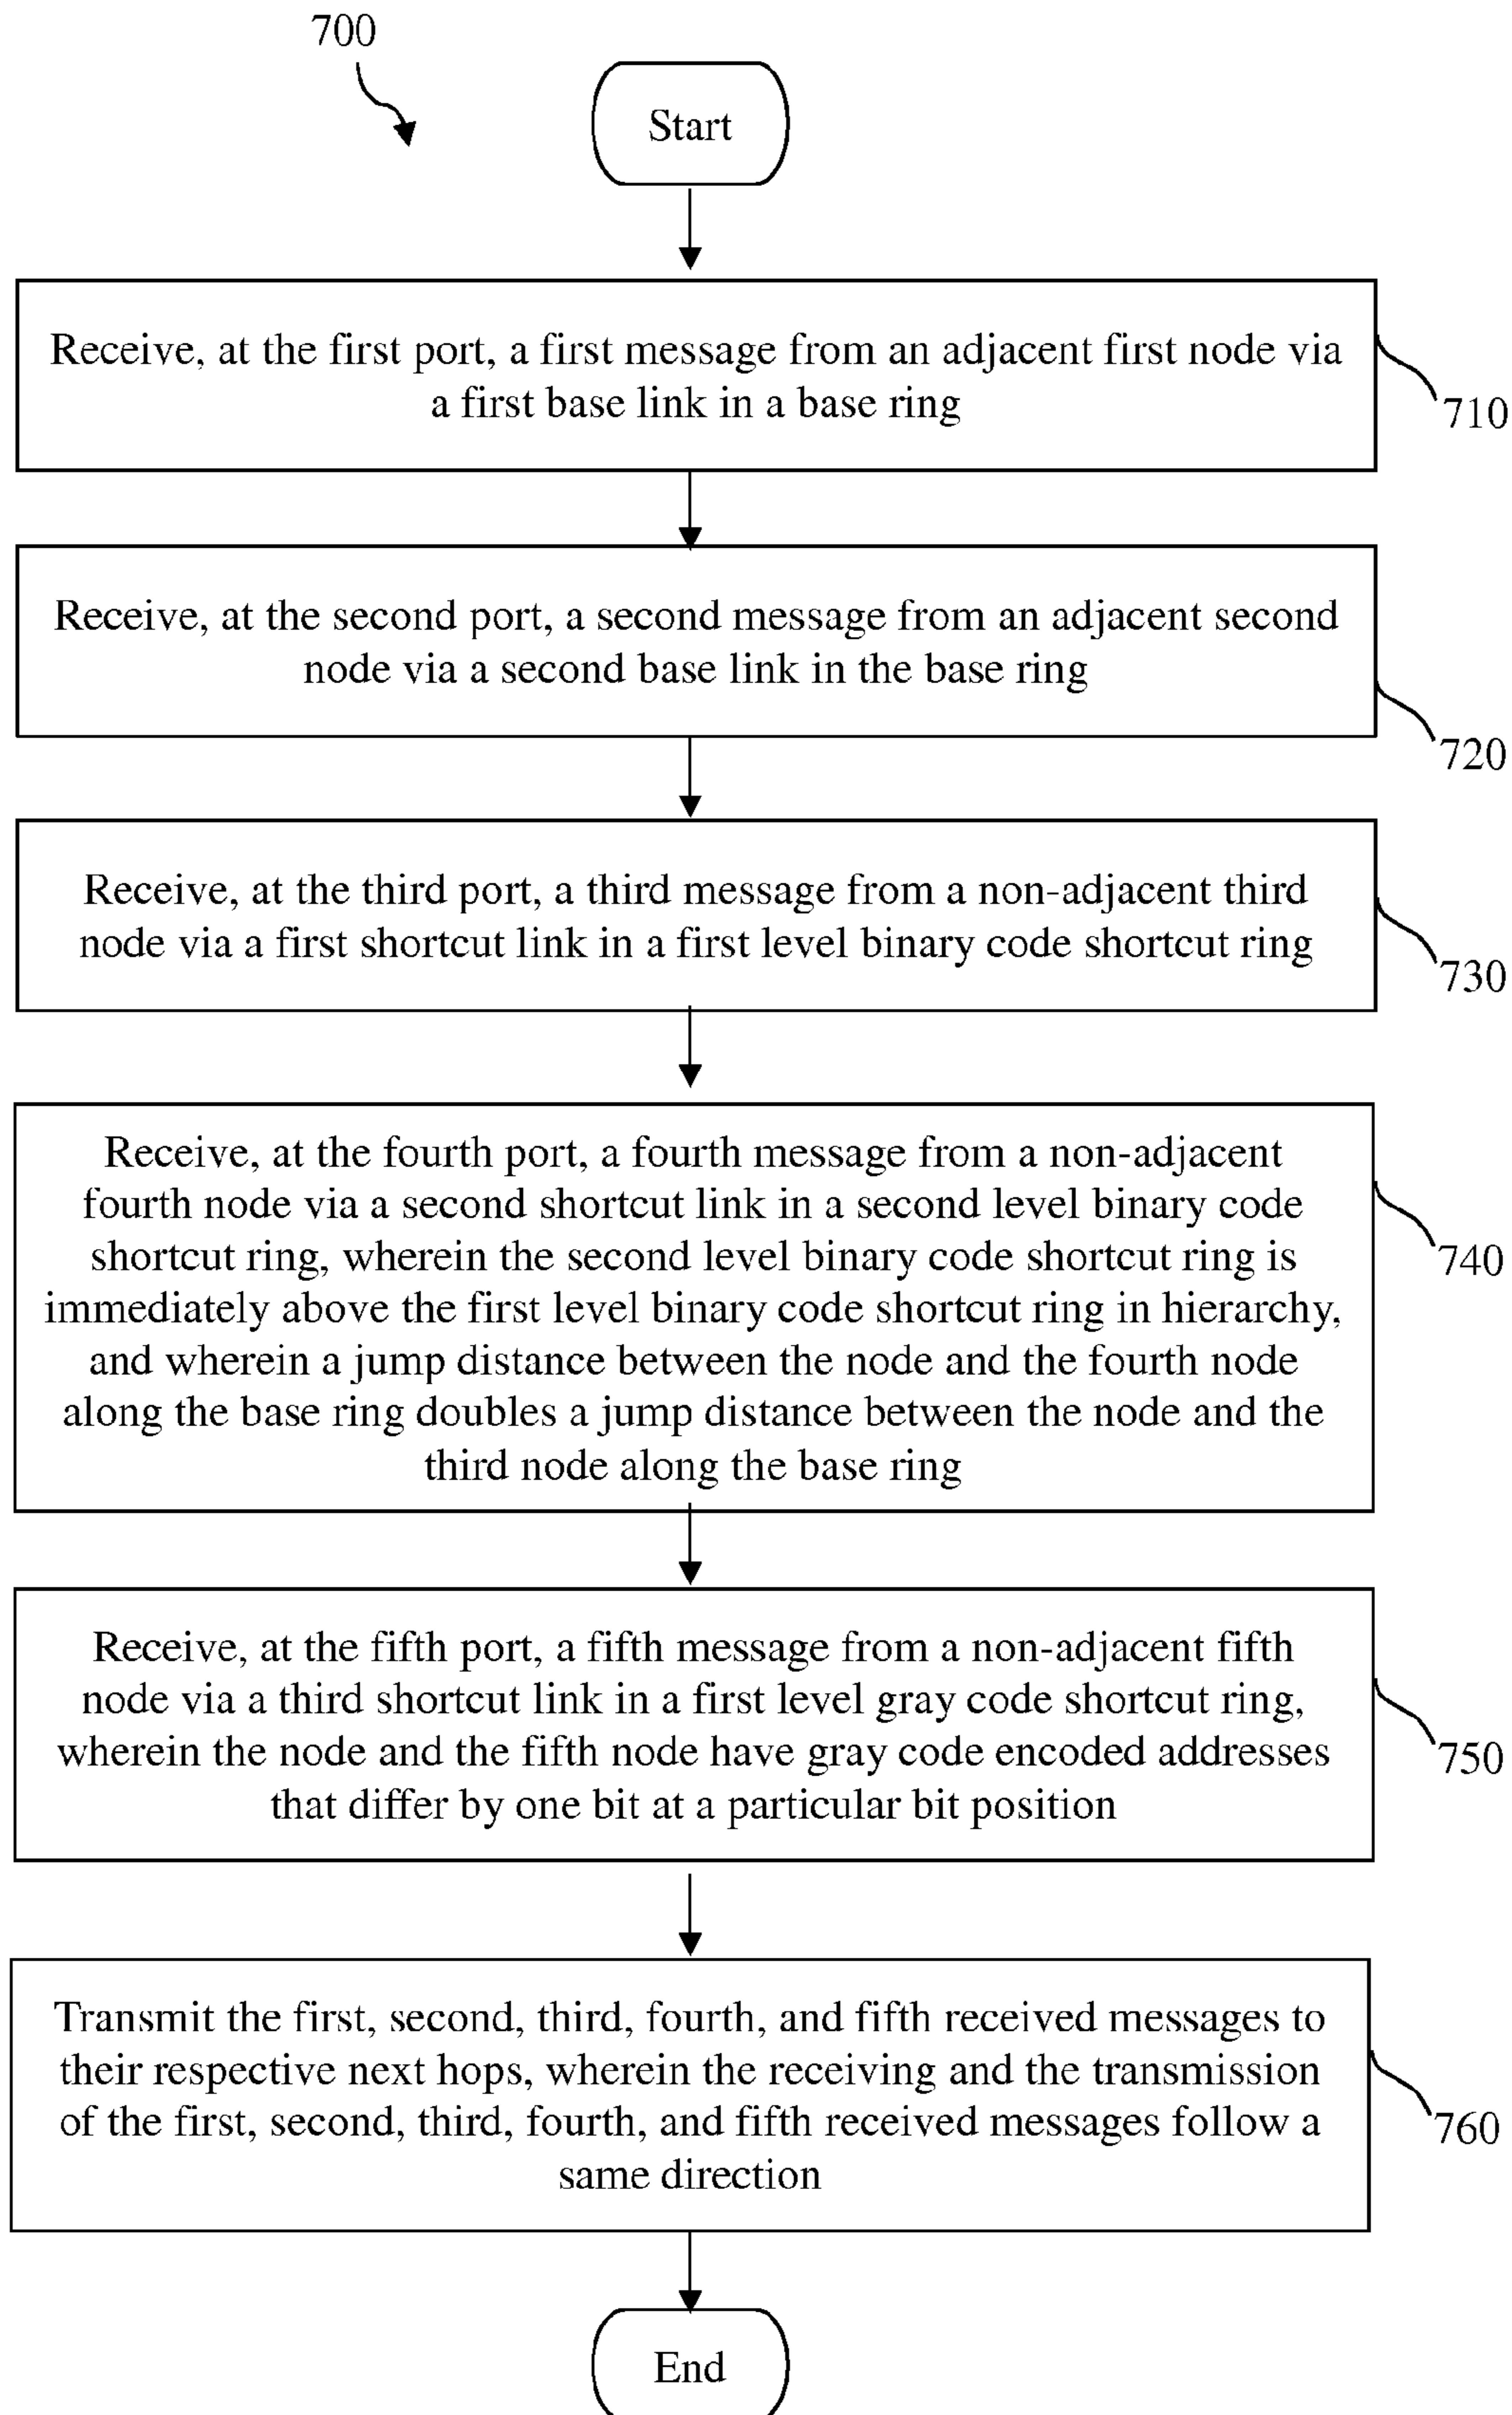 700
Start
Receive, at the first port, a first message from an adjacent first node via
a first base link in a base ring
710
Receive, at the second port, a second message from an adjacent second
node via a second base link in the base ring
720
Receive, at the third port, a third message from a non-adjacent third
node via a first shortcut link in a first level binary code shortcut ring
730
Receive, at the fourth port, a fourth message from a non-adjacent
fourth node via a second shortcut link in a second level binary code
shortcut ring, wherein the second level binary code shortcut ring is
immediately above the first level binary code shortcut ring in hierarchy,
and wherein a jump distance between the node and the fourth node
along the base ring doubles a jump distance between the node and the
third node along the base ring
740
Receive, at the fifth port, a fifth message from a non-adjacent fifth
node via a third shortcut link in a first level gray code shortcut ring,
wherein the node and the fifth node have gray code encoded addresses
that differ by one bit at a particular bit position
750
Transmit the first, second, third, fourth, and fifth received messages to
their respective next hops, wherein the receiving and the transmission
of the first, second, third, fourth, and fifth received messages follow a
same direction
760
End